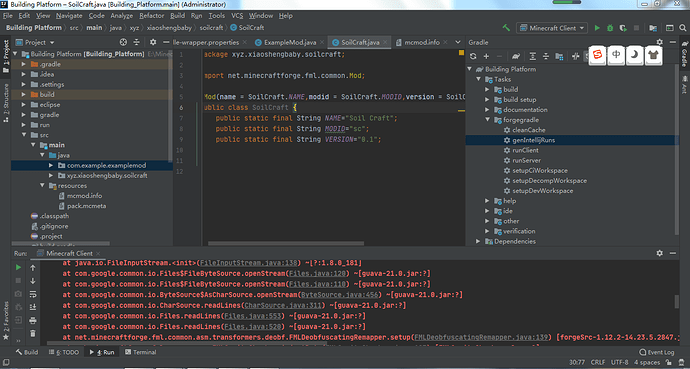 Building Platform – SoilCraft.java [Building_Platform.main] (Administrator)
File Edit View Navigate Code Analyze Refactor Build Run Tools VCS Window Help
Building Platform src main java xyz xiaoshengbaby soilcraft SoilCraft
Minecraft Client
Project
lle-wrapper.properties ExampleMod.java SoilCraft.java mcmod.info
Gradle
Building Platform [Building_Platform]
.gradle
.idea
.settings
build
eclipse
gradle
run
src
main
java
com.example.examplemod
xyz.xiaoshengbaby.soilcraft
resources
mcmod.info
pack.mcmeta
.classpath
.gitignore
.project
1: Project
2: Structure
2: Favorites
6
7
8
9
10
11
ackage xyz.xiaoshengbaby.soilcraft;
mport net.minecraftforge.fml.common.Mod;
Mod(name = SoilCraft.NAME,modid = SoilCraft.MODID,version = SoilC
ublic class SoilCraft {
public static final String NAME="Soil Craft";
public static final String MODID="sc";
public static final String VERSION="0.1";
中
Building Platform
Tasks
build
build setup
documentation
forgegradle
cleanCache
genIntellijRuns
runClient
runServer
setupCiWorkspace
setupDecompWorkspace
setupDevWorkspace
help
ide
other
verification
Dependencies
Gradle
Ant
Run: Minecraft Client
at java.io.FileInputStream.<init>(FileInputStream.java:138) ~[?:1.8.0_181]
at com.google.common.io.Files$FileByteSource.openStream(Files.java:120) ~[guava-21.0.jar:?]
at com.google.common.io.Files$FileByteSource.openStream(Files.java:110) ~[guava-21.0.jar:?]
at com.google.common.io.ByteSource$AsCharSource.openStream(ByteSource.java:456) ~[guava-21.0.jar:?]
at com.google.common.io.CharSource.readLines(CharSource.java:311) ~[guava-21.0.jar:?]
at com.google.common.io.Files.readLines(Files.java:553) ~[guava-21.0.jar:?]
at com.google.common.io.Files.readLines(Files.java:520) ~[guava-21.0.jar:?]
at net.minecraftforge.fml.common.asm.transformers.deobf.FMLDeobfuscatingRemapper.setup(FMLDeobfuscatingRemapper.java:139) [forgeSrc-1.12.2-14.23.5.2847.j
Build 6: TODO 4: Run Terminal
Event Log
30:77 CRLF UTF-8 4 spaces